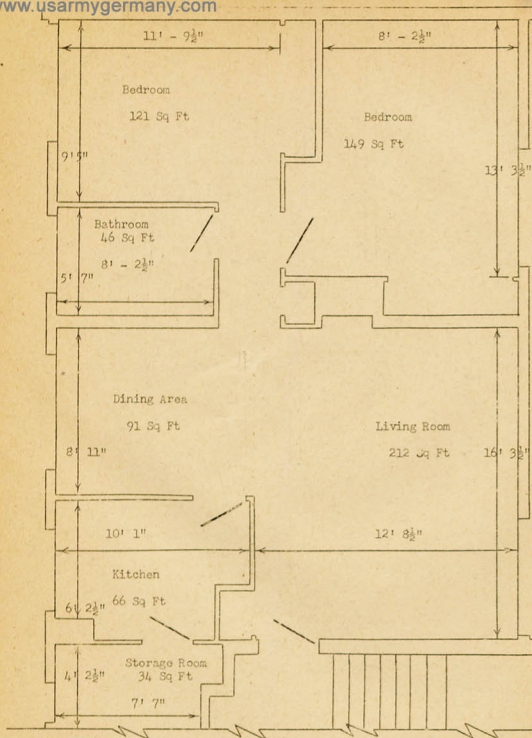 www.usarmygermany.com
11' - 9½"
8' - 2½"
Bedroom
121 Sq Ft
Bedroom
149 Sq Ft
9'5"
13' 3½"
Bathroom
46 Sq Ft
8' - 2½"
5' 7"
Dining Area
91 Sq Ft
Living Room
212 Sq Ft
8' 11"
16' 3½"
10' 1"
12' 8½"
Kitchen
66 Sq Ft
6' 2½"
Storage Room
34 Sq Ft
4' 2½"
7' 7"